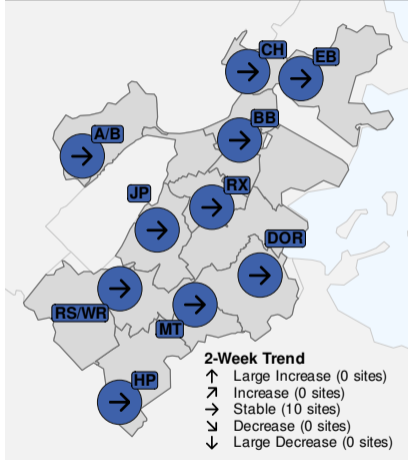 CH
EB
BB
A/B
RX
JP
DOR
RS/WR
MT
HP
2-Week Trend
↑ Large Increase (0 sites)
↗ Increase (0 sites)
→ Stable (10 sites)
↘ Decrease (0 sites)
↓ Large Decrease (0 sites)